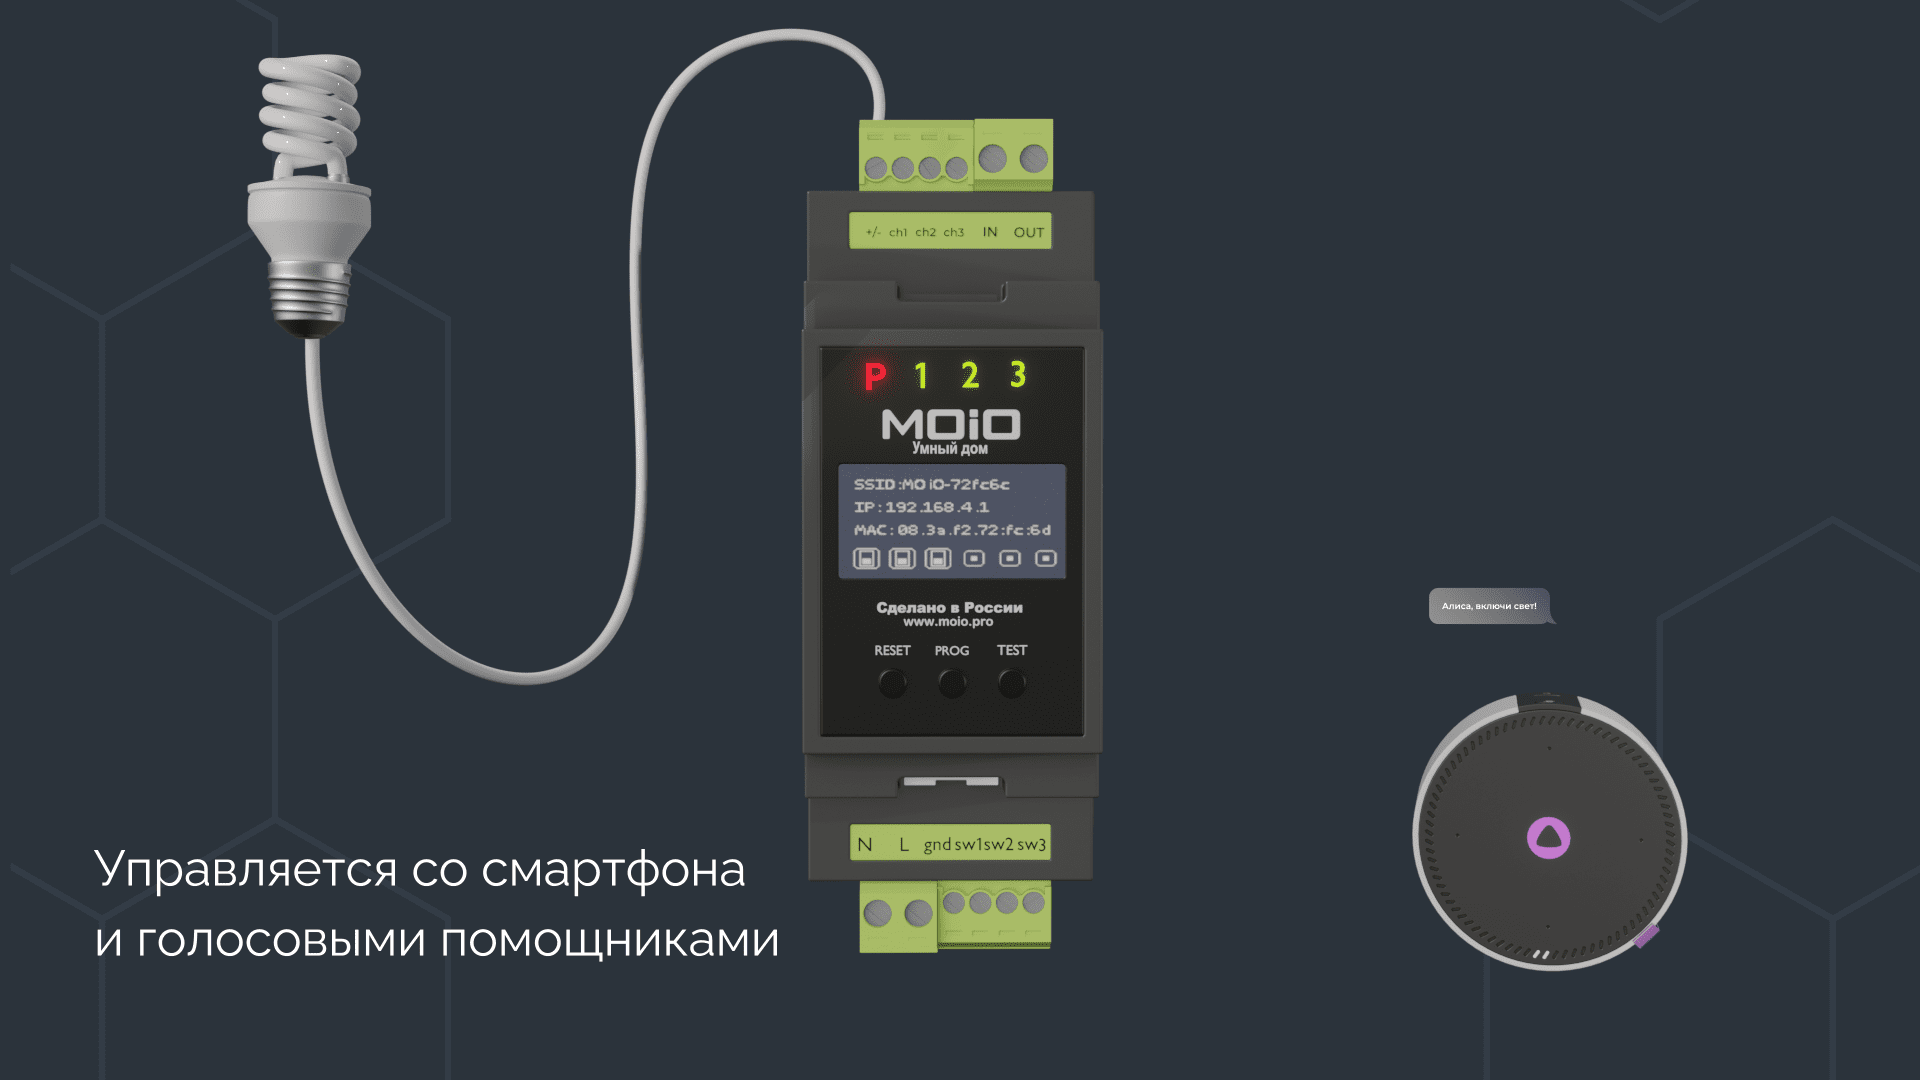 +/- ch1 ch2 ch3 IN OUT
P 1 2 3
MOiO
Умный дом
SSID:MOiO-72fc6c
IP:192.168.4.1
MAC:08.3a.f2.72:fc:6d
Сделано в России
www.moio.pro
RESET PROG TEST
N L gnd sw1 sw2 sw3
Алиса, включи свет!
Управляется со смартфона
и голосовыми помощниками